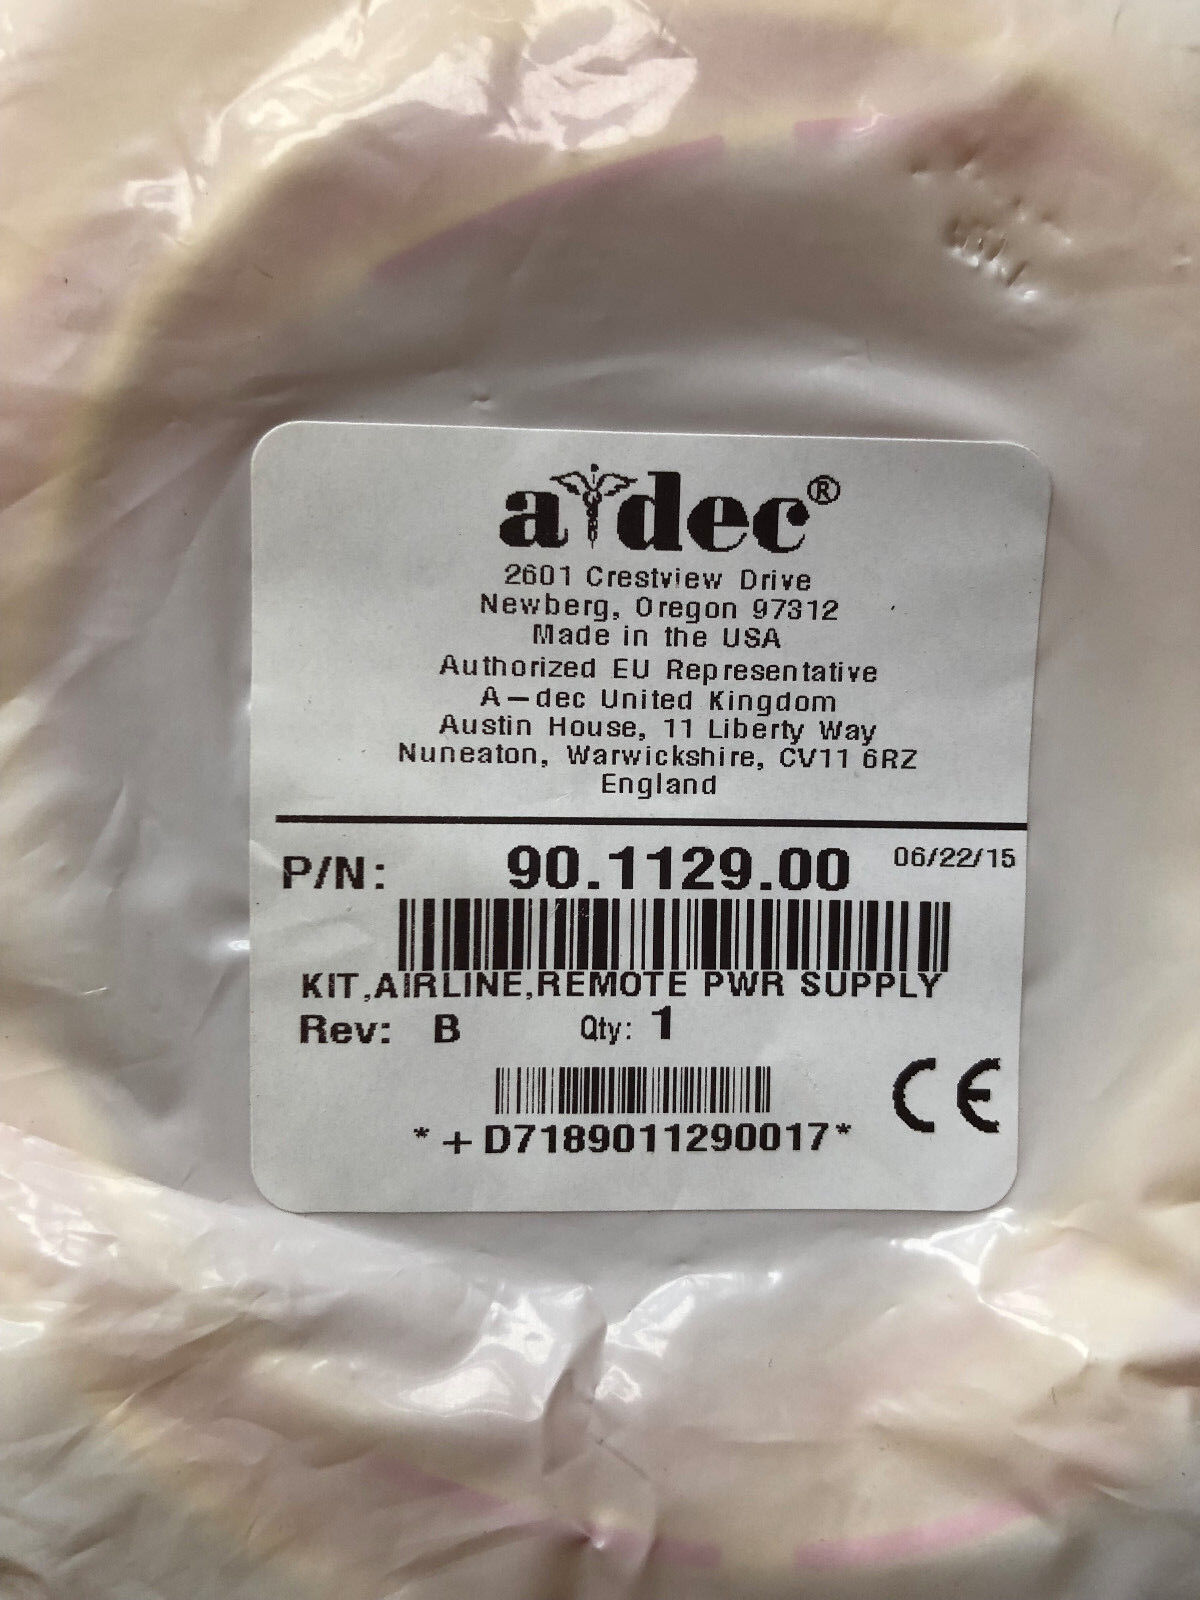 a dec®
2601 Crestview Drive
Newberg, Oregon 97312
Made in the USA
Authorized EU Representative
A-dec United Kingdom
Austin House, 11 Liberty Way
Nuneaton, Warwickshire, CV11 6RZ
England
P/N: 90.1129.00 06/22/15
KIT,AIRLINE,REMOTE PWR SUPPLY
Rev: B Qty: 1
CE
*+D7189011290017*